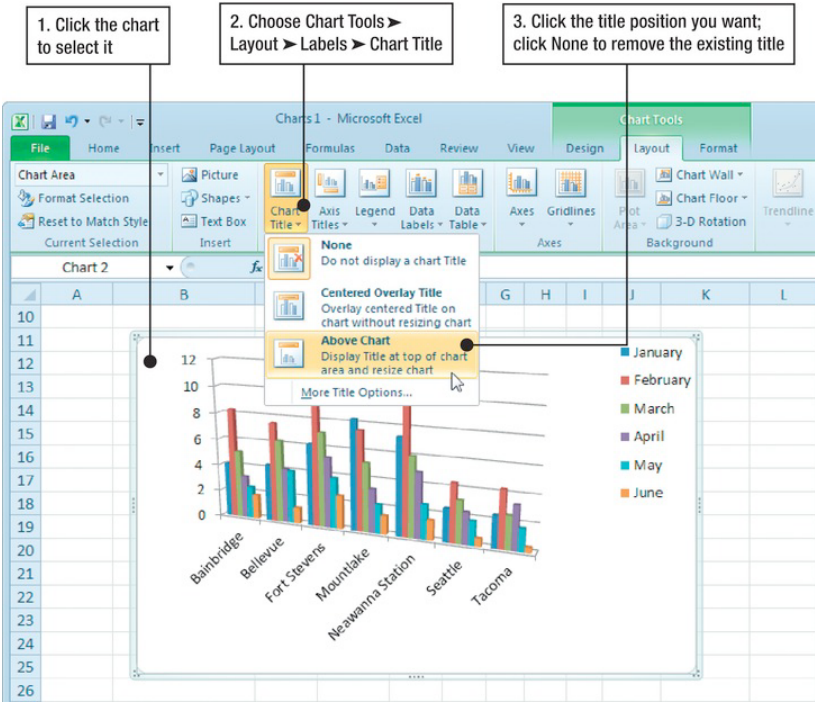 1. Click the chart
to select it
2. Choose Chart Tools ➤
Layout ➤ Labels ➤ Chart Title
3. Click the title position you want;
click None to remove the existing title
Charts 1 - Microsoft Excel
Chart Tools
File Home Insert Page Layout Formulas Data Review View Design Layout Format
Chart Area
Format Selection
Reset to Match Style
Current Selection
Picture
Shapes
Text Box
Insert
Chart
Title
Axis
Titles
Legend
Data
Labels
Data
Table
Axes
Gridlines
Axes
Plot
Area
Chart Wall
Chart Floor
3-D Rotation
Background
Trendline
Chart 2
fx
None
Do not display a chart Title
Centered Overlay Title
Overlay centered Title on
chart without resizing chart
Above Chart
Display Title at top of chart
area and resize chart
More Title Options...
A B G H I J K L
10
11
12
13
14
15
16
17
18
19
20
21
22
23
24
25
26
12
10
8
6
4
2
0
Bainbridge
Bellevue
Fort Stevens
Mountlake
Neawanna Station
Seattle
Tacoma
January
February
March
April
May
June